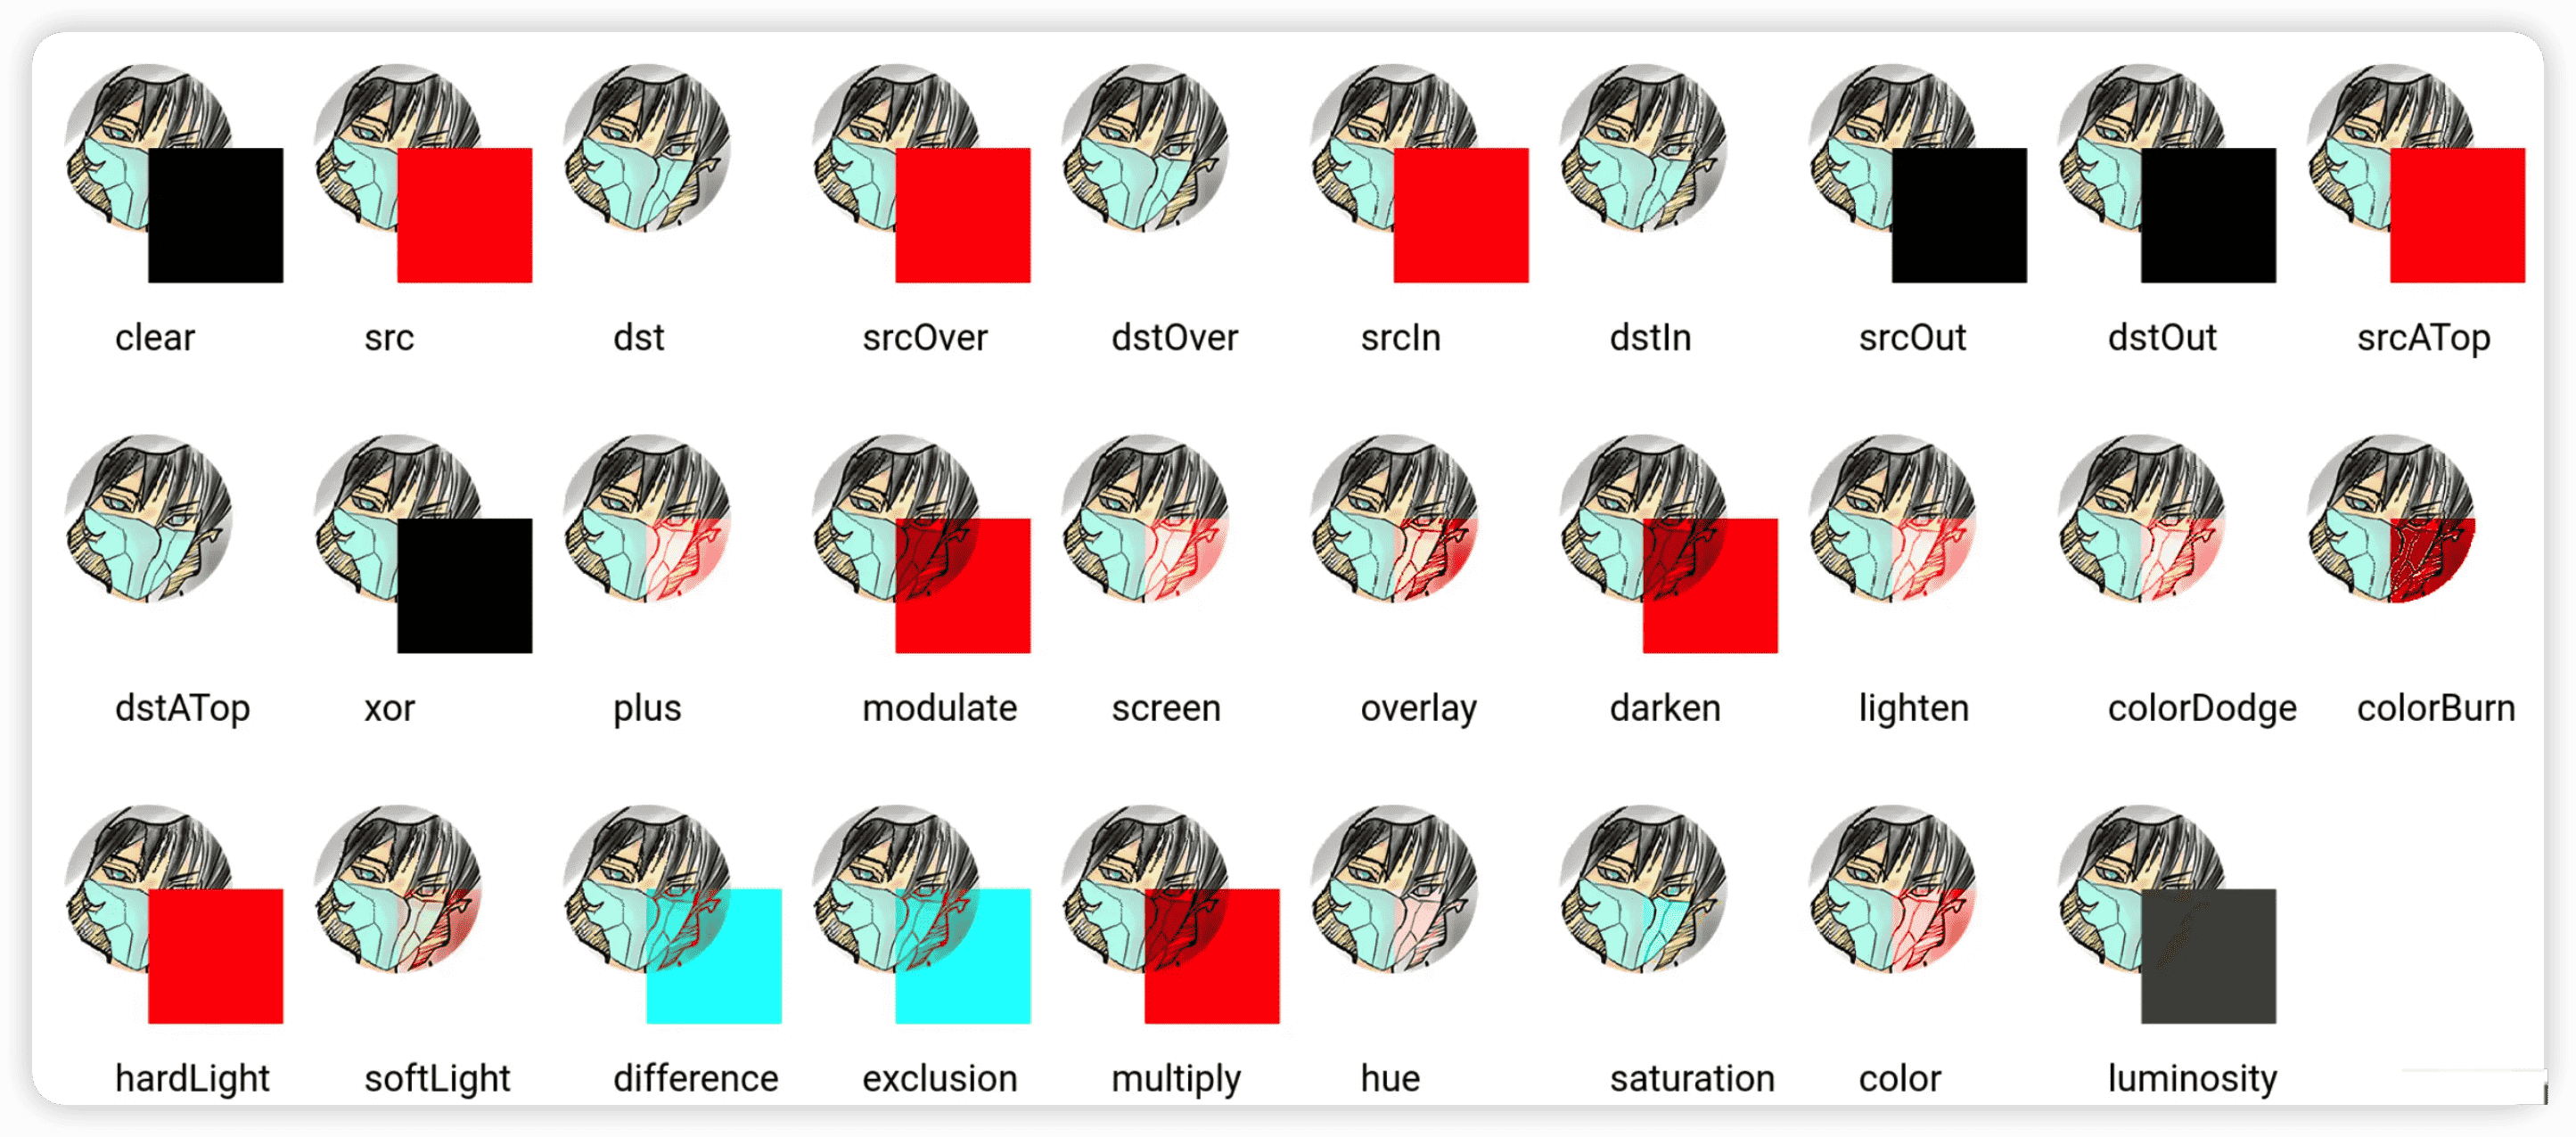 clear src dst srcOver dstOver srcIn dstIn srcOut dstOut srcATop
dstATop xor plus modulate screen overlay darken lighten colorDodge colorBurn
hardLight softLight difference exclusion multiply hue saturation color luminosity